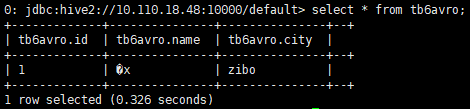 0: jdbc:hive2://10.110.18.48:10000/default> select * from tb6avro;
+-------------+---------------+---------------+--+
| tb6avro.id | tb6avro.name | tb6avro.city |
+-------------+---------------+---------------+--+
| 1 | �x | zibo |
+-------------+---------------+---------------+--+
1 row selected (0.326 seconds)